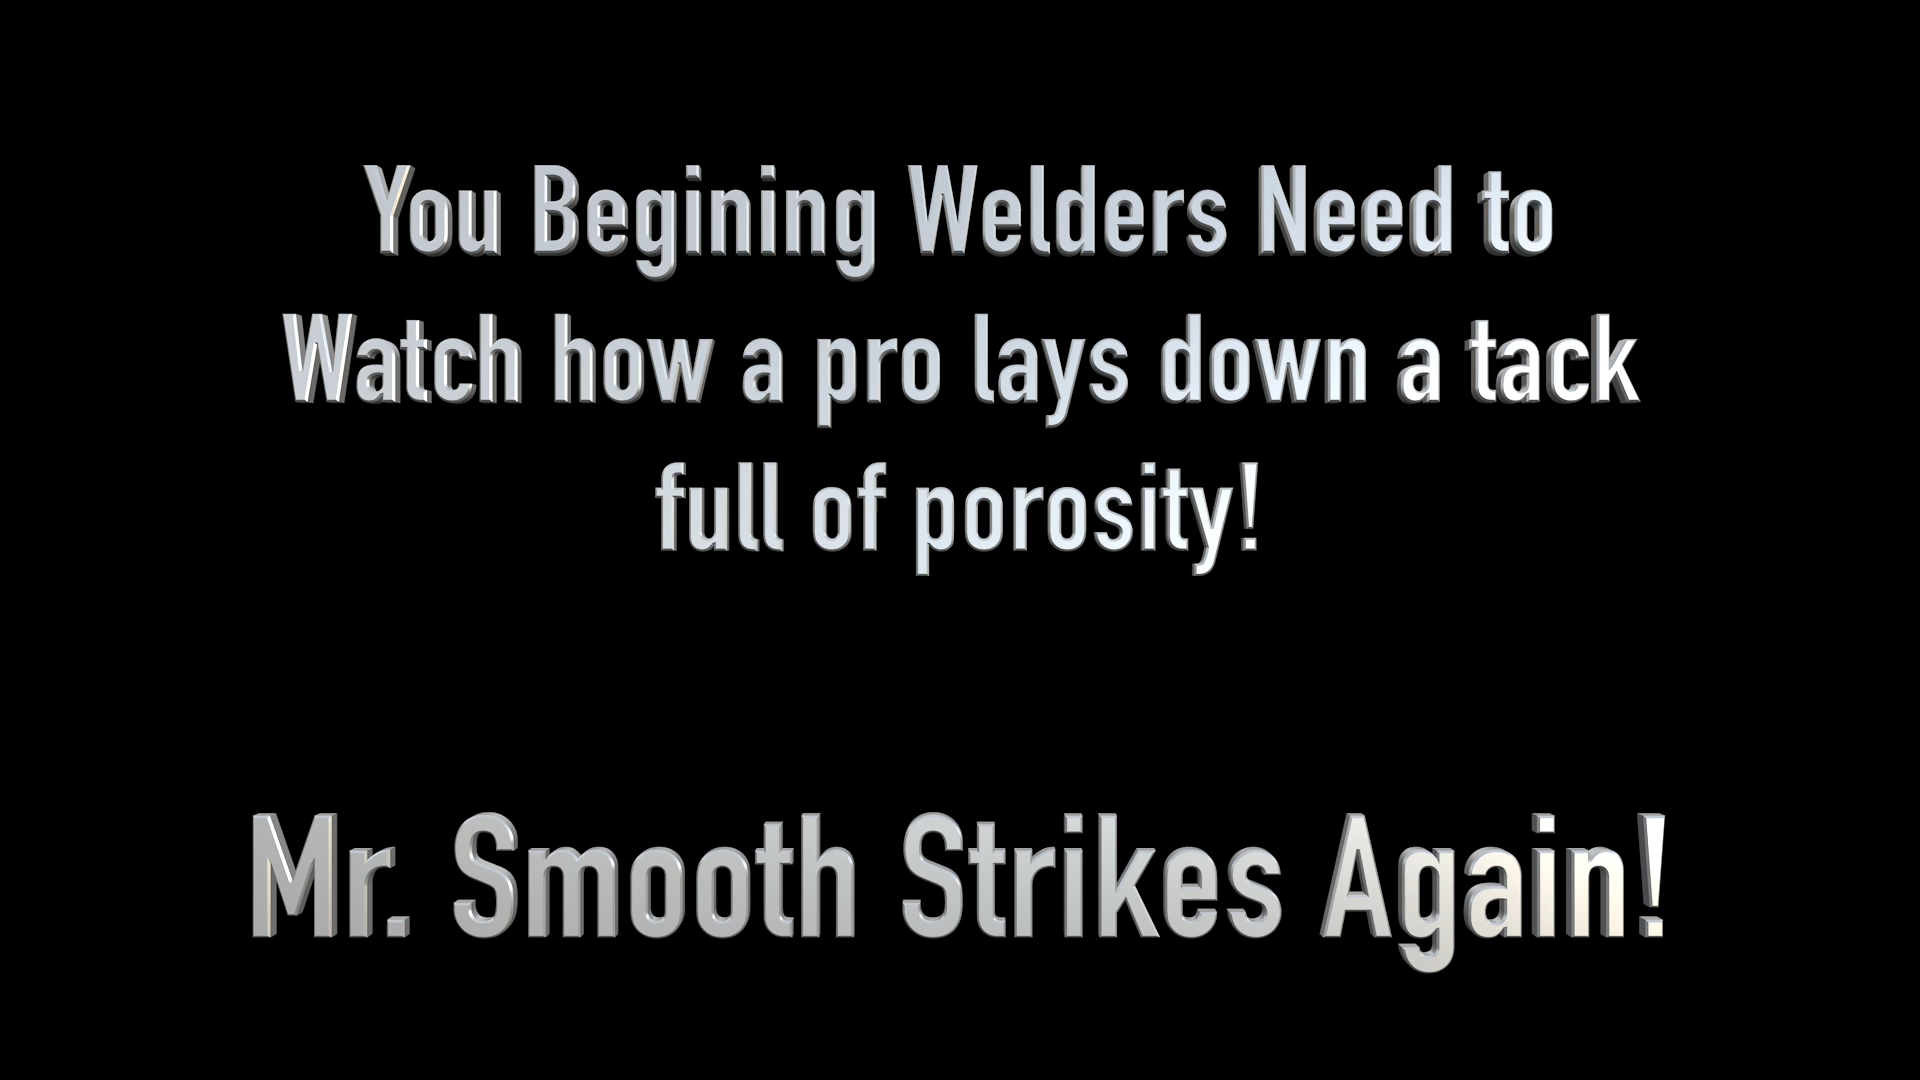 You Begining Welders Need to
Watch how a pro lays down a tack
full of porosity!
Mr. Smooth Strikes Again!